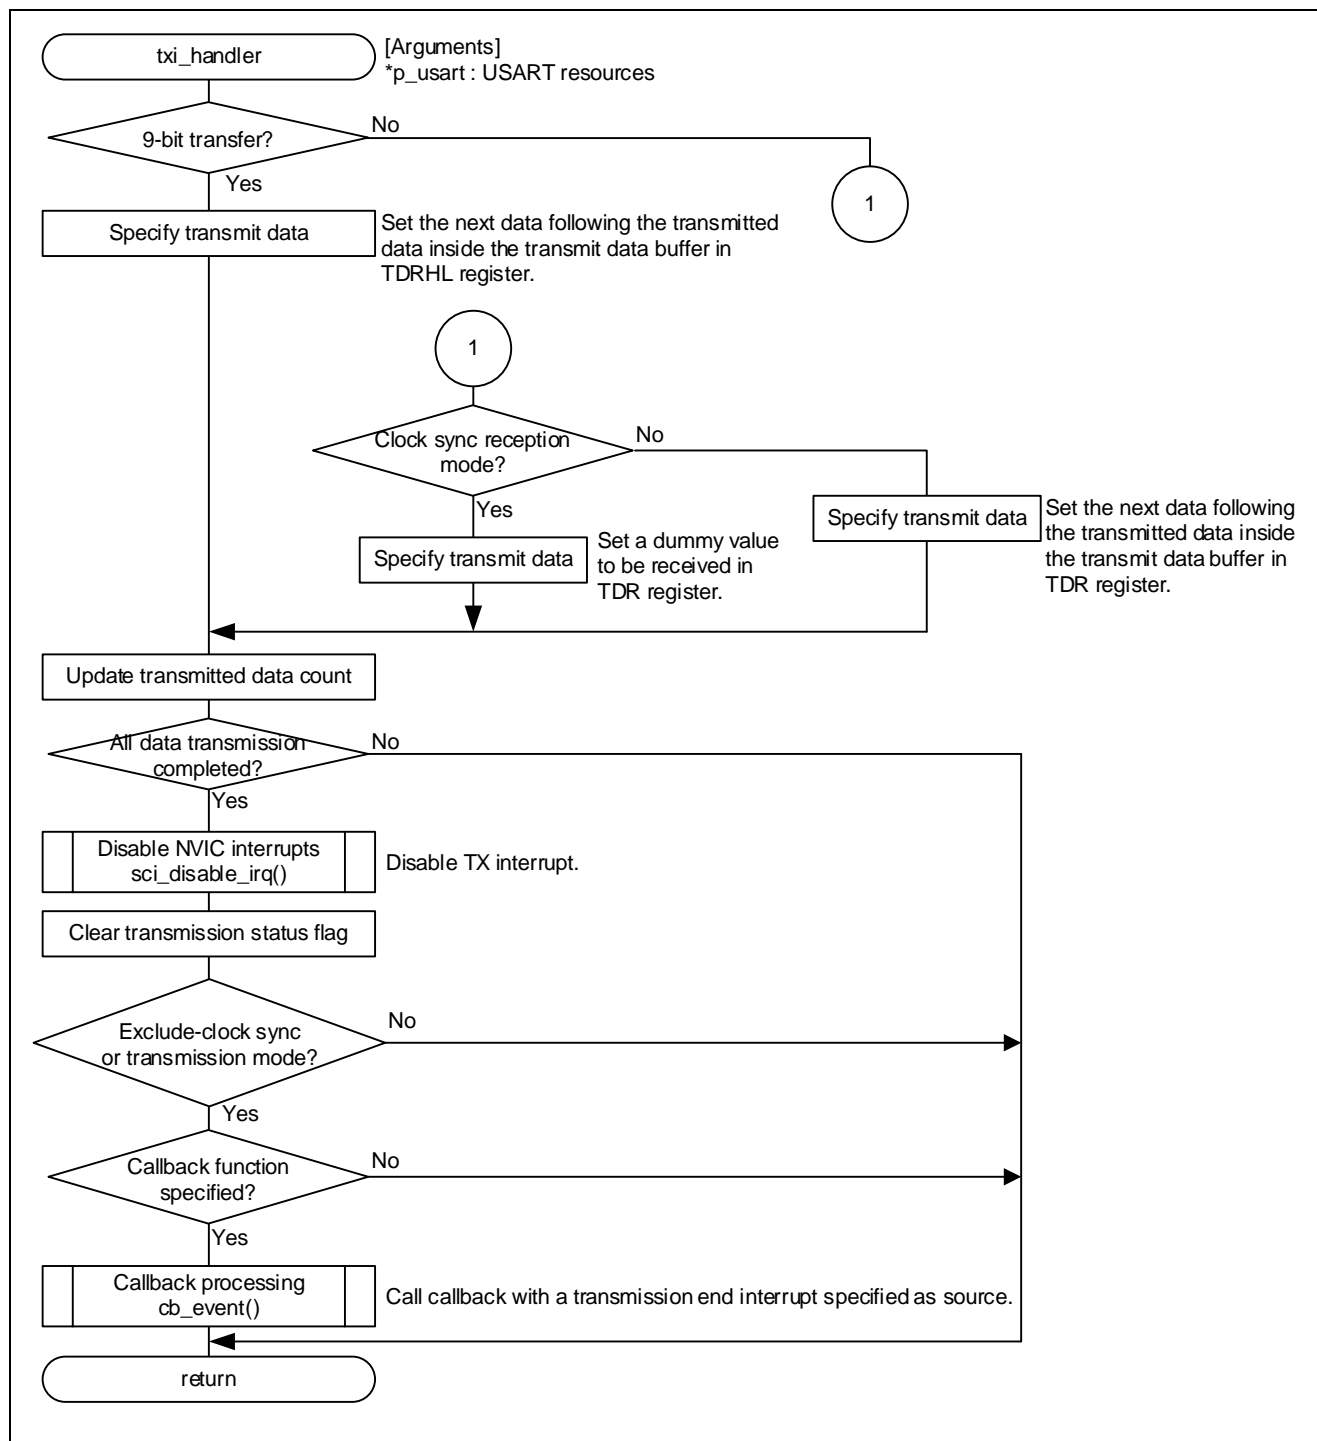 txi_handler
[Arguments]
*p_usart : USART resources
9-bit transfer?
No
Yes
1
Specify transmit data
Set the next data following the transmitted
data inside the transmit data buffer in
TDRHL register.
1
Clock sync reception
mode?
No
Yes
Specify transmit data
Set a dummy value
to be received in
TDR register.
Specify transmit data
Set the next data following
the transmitted data inside
the transmit data buffer in
TDR register.
Update transmitted data count
All data transmission
completed?
No
Yes
Disable NVIC interrupts
sci_disable_irq()
Disable TX interrupt.
Clear transmission status flag
Exclude-clock sync
or transmission mode?
No
Yes
Callback function
specified?
No
Yes
Callback processing
cb_event()
Call callback with a transmission end interrupt specified as source.
return